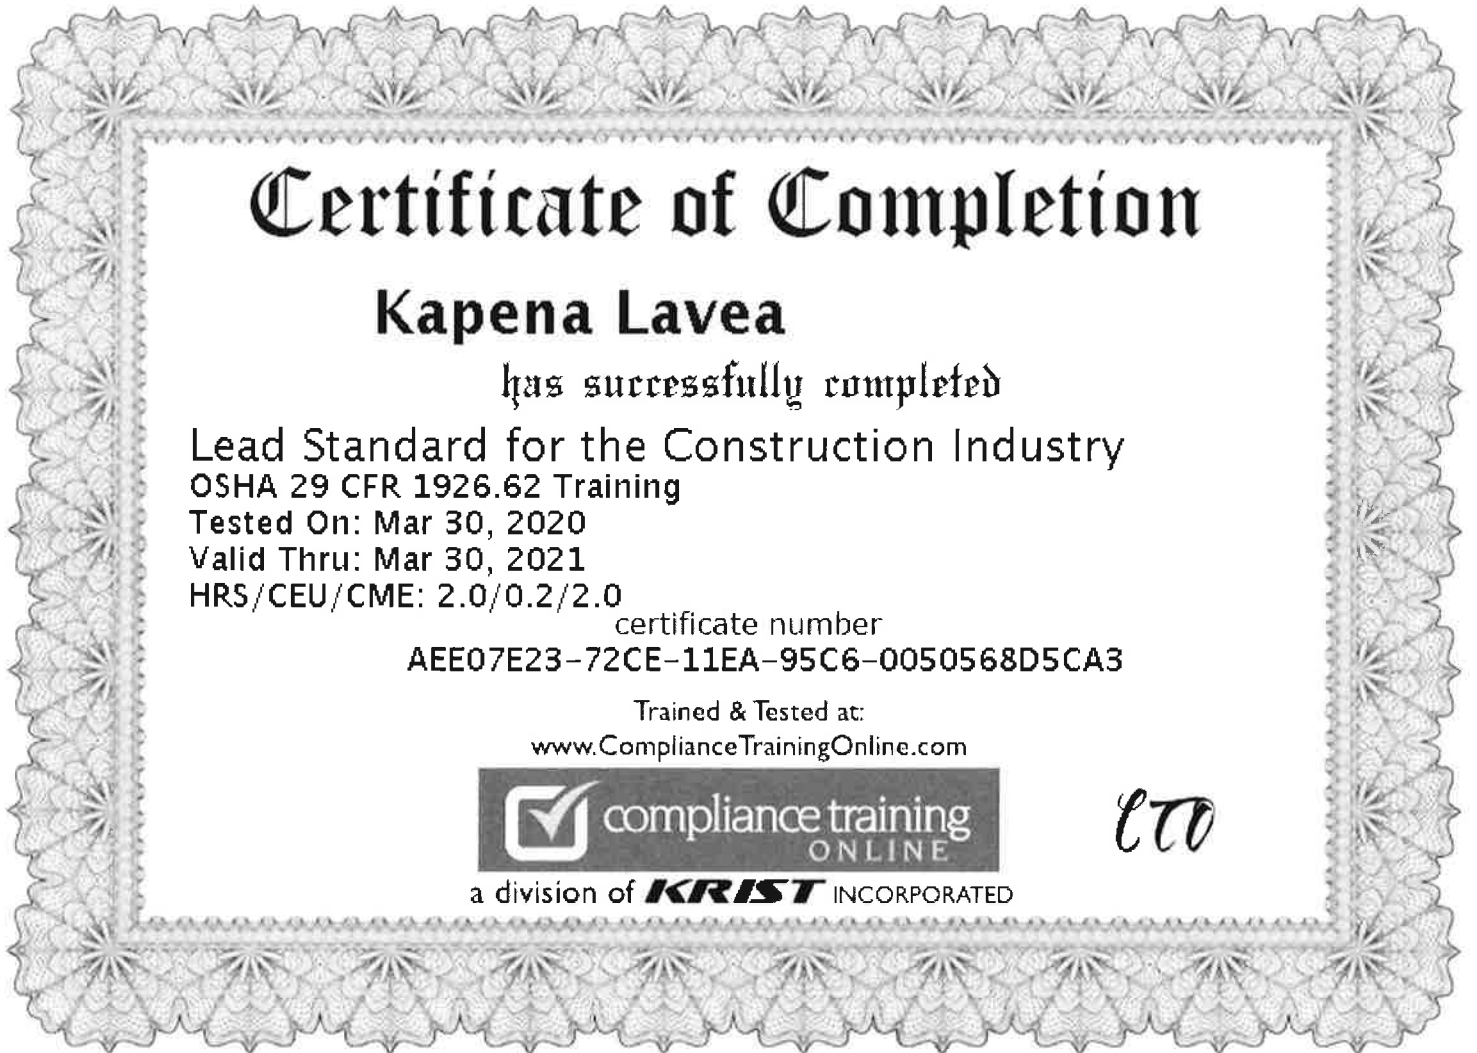 Certificate of Completion
Kapena Lavea
has successfully completed
Lead Standard for the Construction Industry
OSHA 29 CFR 1926.62 Training
Tested On: Mar 30, 2020
Valid Thru: Mar 30, 2021
HRS/CEU/CME: 2.0/0.2/2.0
certificate number
AEE07E23-72CE-11EA-95C6-0050568D5CA3
Trained & Tested at:
www.ComplianceTrainingOnline.com
compliance training
ONLINE
CTO
a division of KRIST INCORPORATED